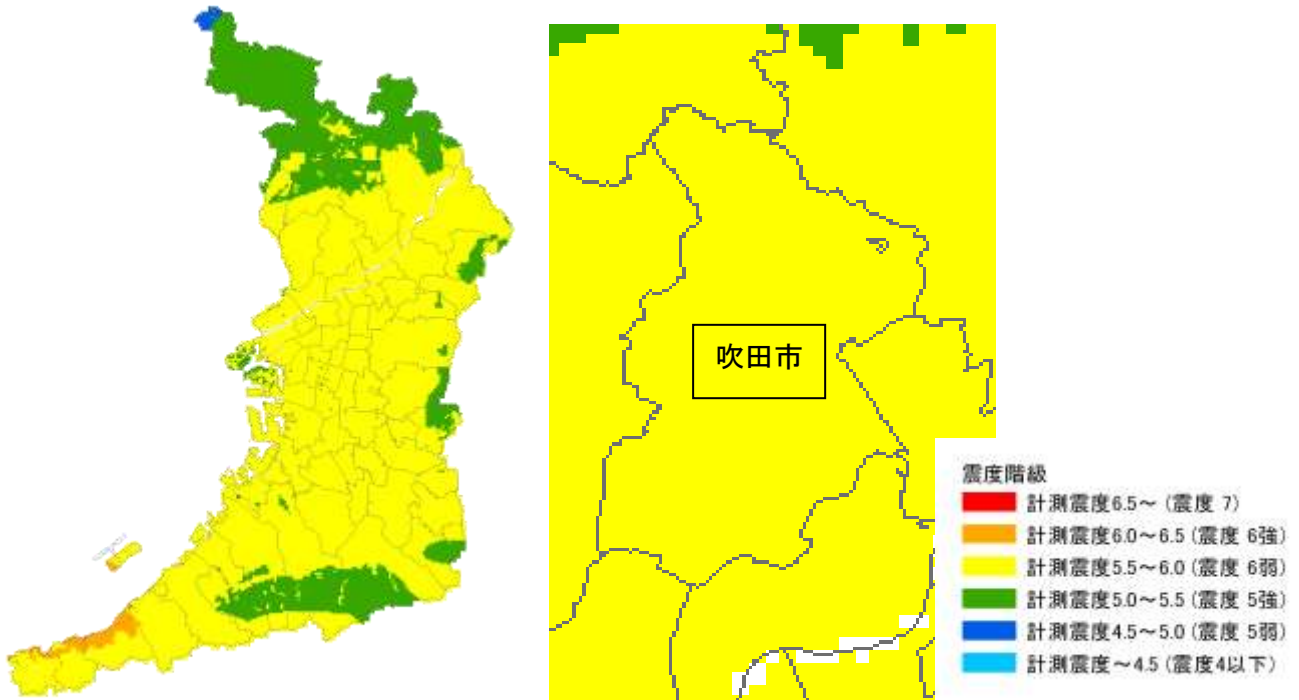 吹田市
震度階級
計測震度6.5～ (震度 7)
計測震度6.0～6.5 (震度 6強)
計測震度5.5～6.0 (震度 6弱)
計測震度5.0～5.5 (震度 5強)
計測震度4.5～5.0 (震度 5弱)
計測震度～4.5 (震度4以下)